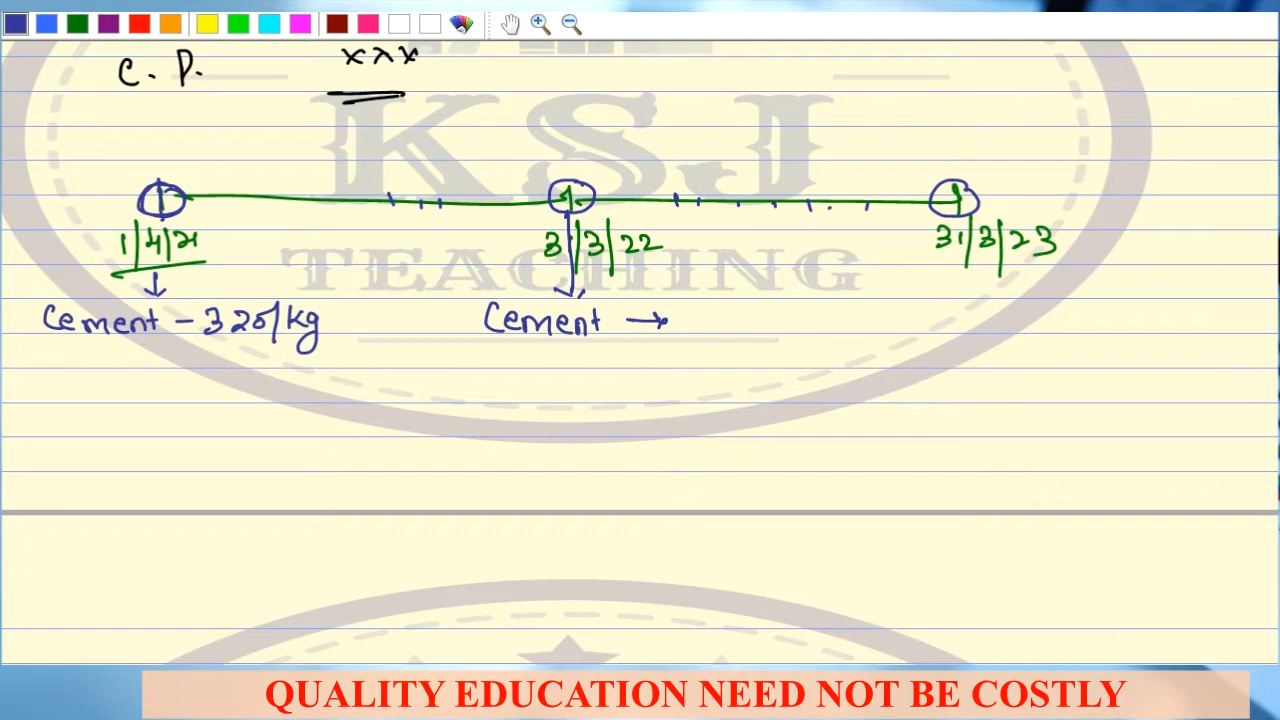 C. P. xxx
KSJ
TEACHING
1|4|21 31|3|22 31|3|23
Cement - 320/kg Cement →
QUALITY EDUCATION NEED NOT BE COSTLY